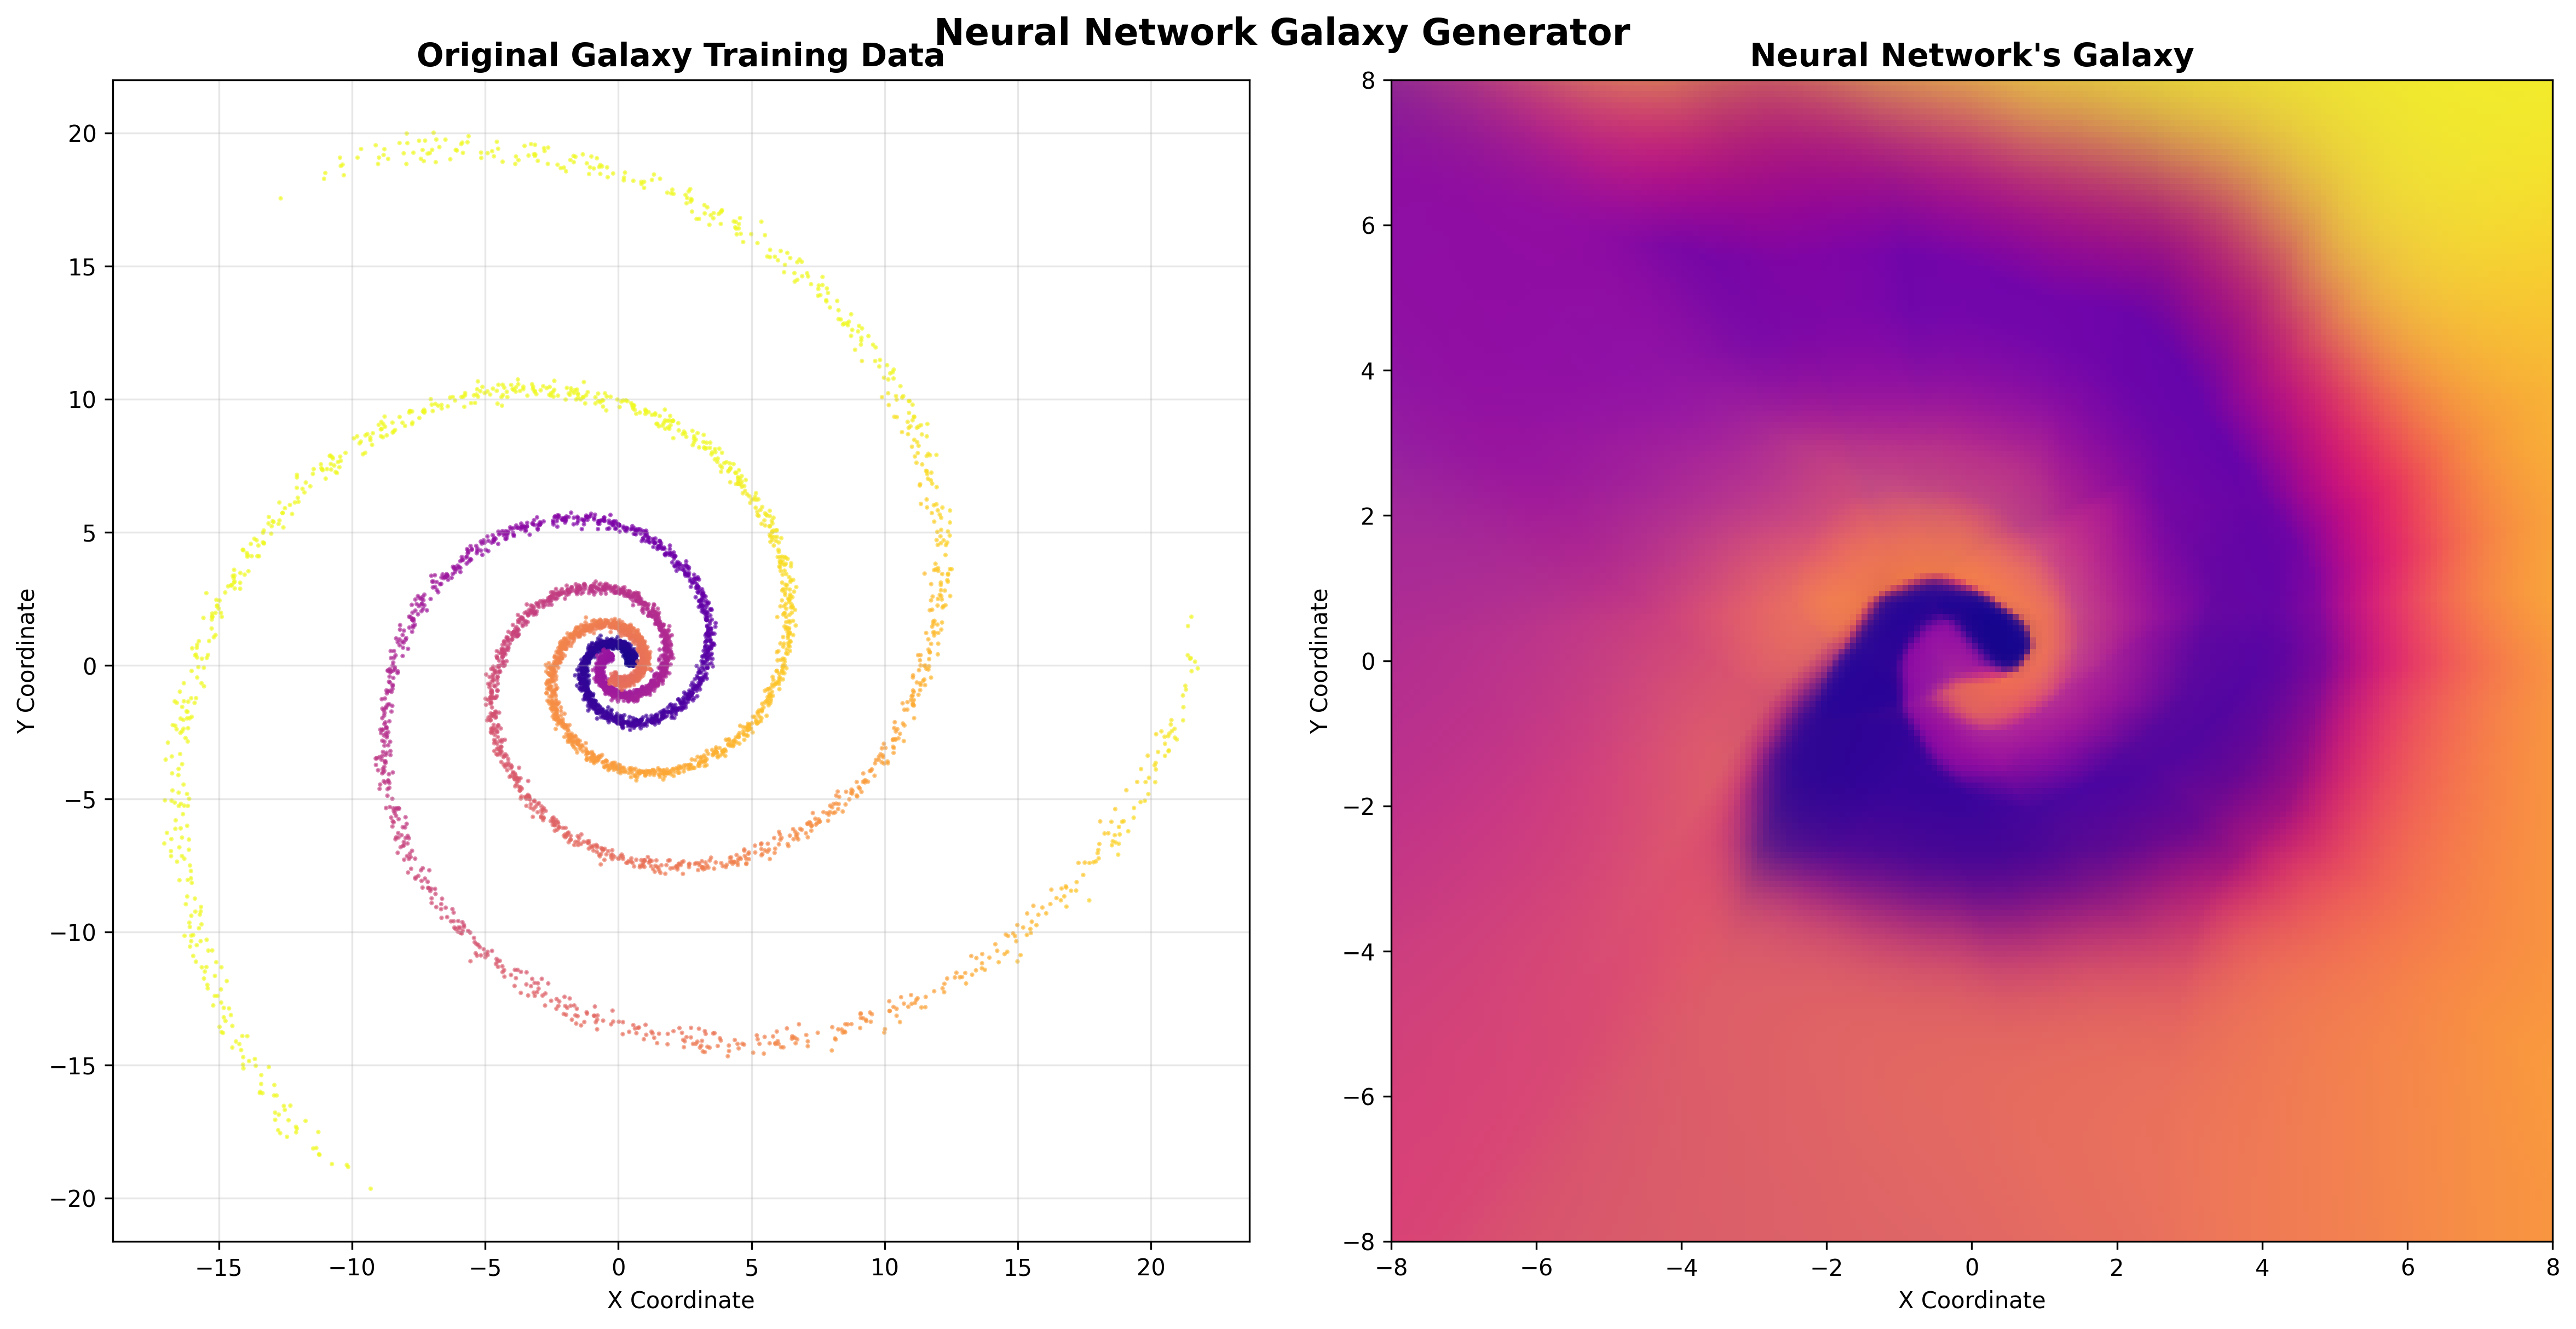 Neural Network Galaxy Generator
Original Galaxy Training Data
20
15
10
5
0
−5
−10
−15
−20
Y Coordinate
−15 −10 −5 0 5 10 15 20
X Coordinate
Neural Network's Galaxy
8
6
4
2
0
−2
−4
−6
−8
Y Coordinate
−8 −6 −4 −2 0 2 4 6 8
X Coordinate